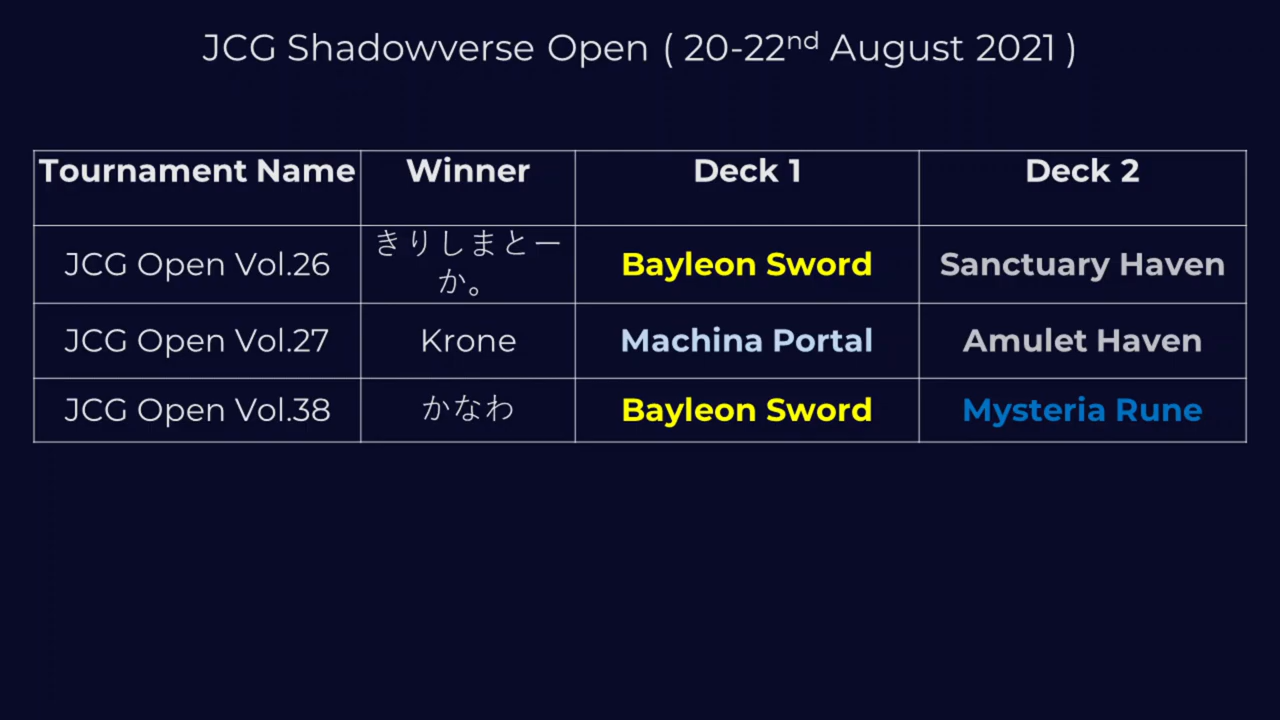 JCG Shadowverse Open ( 20-22nd August 2021 )
Tournament Name Winner Deck 1 Deck 2
JCG Open Vol.26 きりしまとーか。 Bayleon Sword Sanctuary Haven
JCG Open Vol.27 Krone Machina Portal Amulet Haven
JCG Open Vol.38 かなわ Bayleon Sword Mysteria Rune